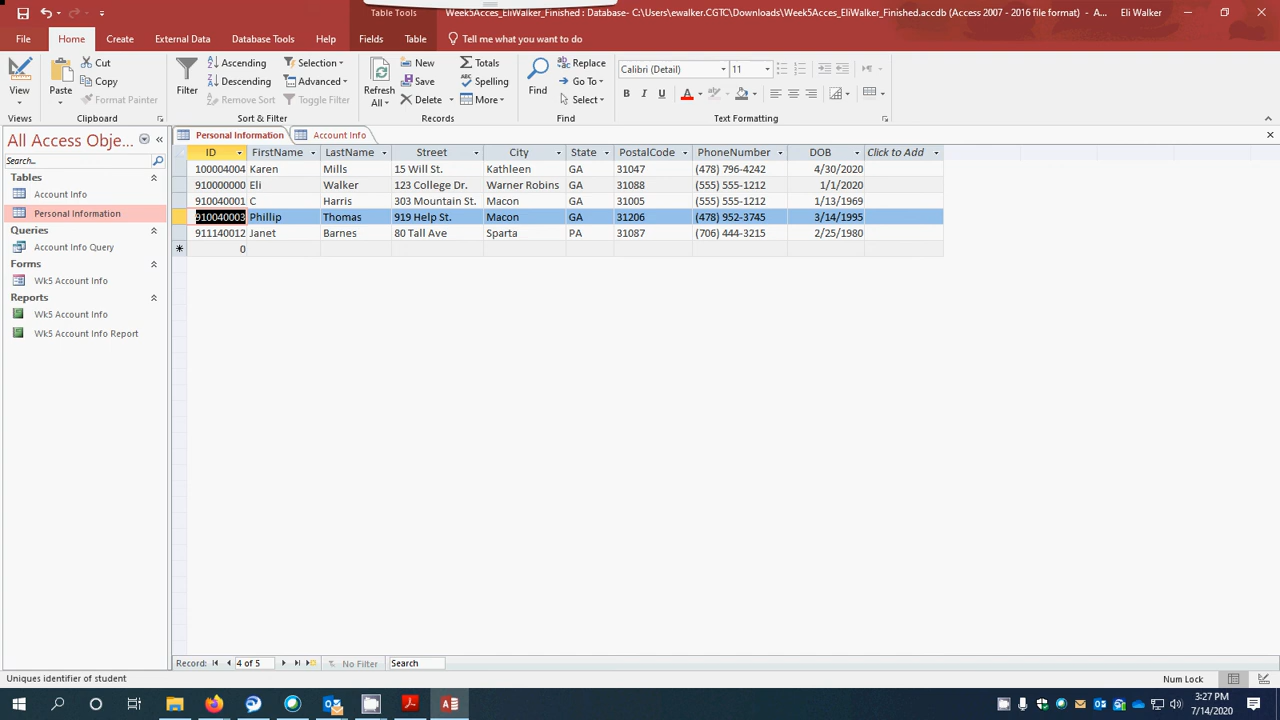 Table Tools
Week5Acces_EliWalker_Finished : Database- C:\Users\ewalker.CGTC\Downloads\Week5Acces_EliWalker_Finished.accdb (Access 2007 - 2016 file format) - A...
Eli Walker
File Home Create External Data Database Tools Help Fields Table Tell me what you want to do
View
Views
Paste
Cut
Copy
Format Painter
Clipboard
Filter
Ascending
Descending
Remove Sort
Selection
Advanced
Toggle Filter
Sort & Filter
Refresh
All
New
Save
Delete
Totals
Spelling
More
Records
Find
Replace
Go To
Select
Find
Calibri (Detail) 11
B I U A
Text Formatting
All Access Obje...
Search...
Tables
Account Info
Personal Information
Queries
Account Info Query
Forms
Wk5 Account Info
Reports
Wk5 Account Info
Wk5 Account Info Report
Personal Information Account Info
ID FirstName LastName Street City State PostalCode PhoneNumber DOB Click to Add
100004004 Karen Mills 15 Will St. Kathleen GA 31047 (478) 796-4242 4/30/2020
910000000 Eli Walker 123 College Dr. Warner Robins GA 31088 (555) 555-1212 1/1/2020
910040001 C Harris 303 Mountain St. Macon GA 31005 (555) 555-1212 1/13/1969
910040003 Phillip Thomas 919 Help St. Macon GA 31206 (478) 952-3745 3/14/1995
911140012 Janet Barnes 80 Tall Ave Sparta PA 31087 (706) 444-3215 2/25/1980
0
Record: 4 of 5 No Filter Search
Uniques identifier of student
Num Lock
3:27 PM
7/14/2020